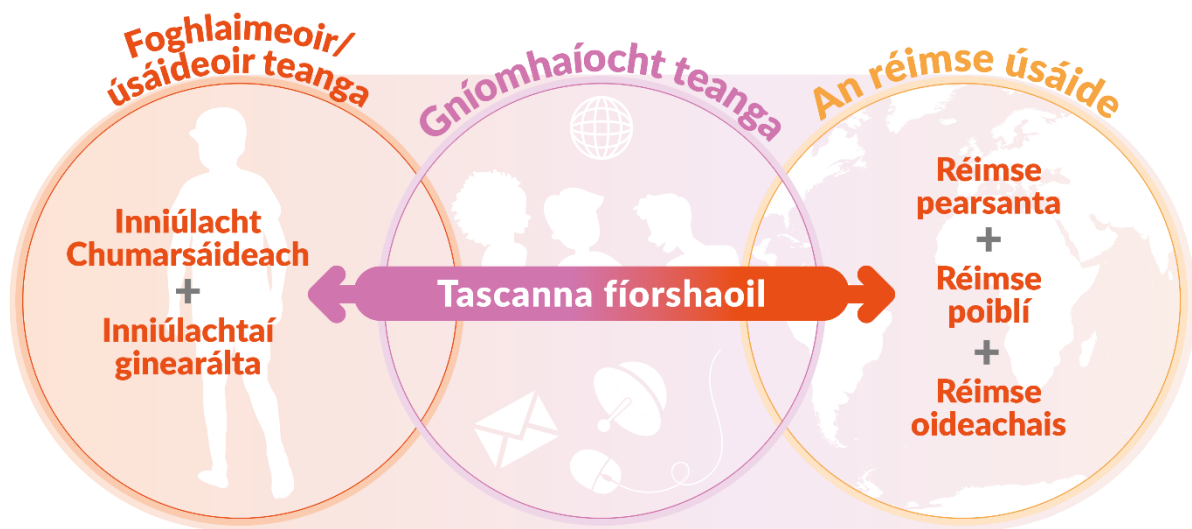 Foghlaimeoir/
úsáideoir teanga
Gníomhaíocht teanga
An réimse úsáide
Inniúlacht
Chumarsáideach
+
Inniúlachtaí
ginearálta
Tascanna fíorshaoil
Réimse
pearsanta
+
Réimse
poiblí
+
Réimse
oideachais